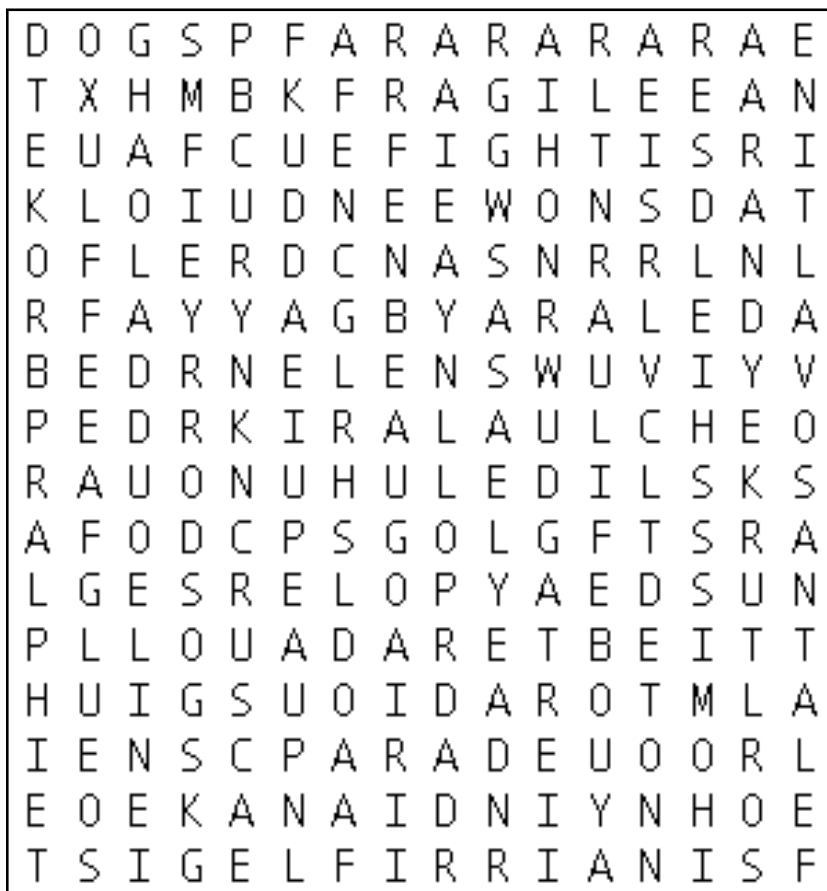 D O G S P F A R A R A R A R A E
T X H M B K F R A G I L E E A N
E U A F C U E F I G H T I S R I
K L O I U D N E E W O N S D A T
O F L E R D C N A S N R R L N L
R F A Y Y A G B Y A R A L E D A
B E D R N E L E N S W U V I Y V
P E D R K I R A L A U L C H E O
R A U O N U H U L E D I L S K S
A F O D C P S G O L G F T S R A
L G E S R E L O P Y A E D S U N
P L L O U A D A R E T B E I T T
H U I G S U O I D A R O T M L A
I E N S C P A R A D E U O O R L
E O E K A N A I D N I Y N H O E
T S I G E L F I R R I A N I S F